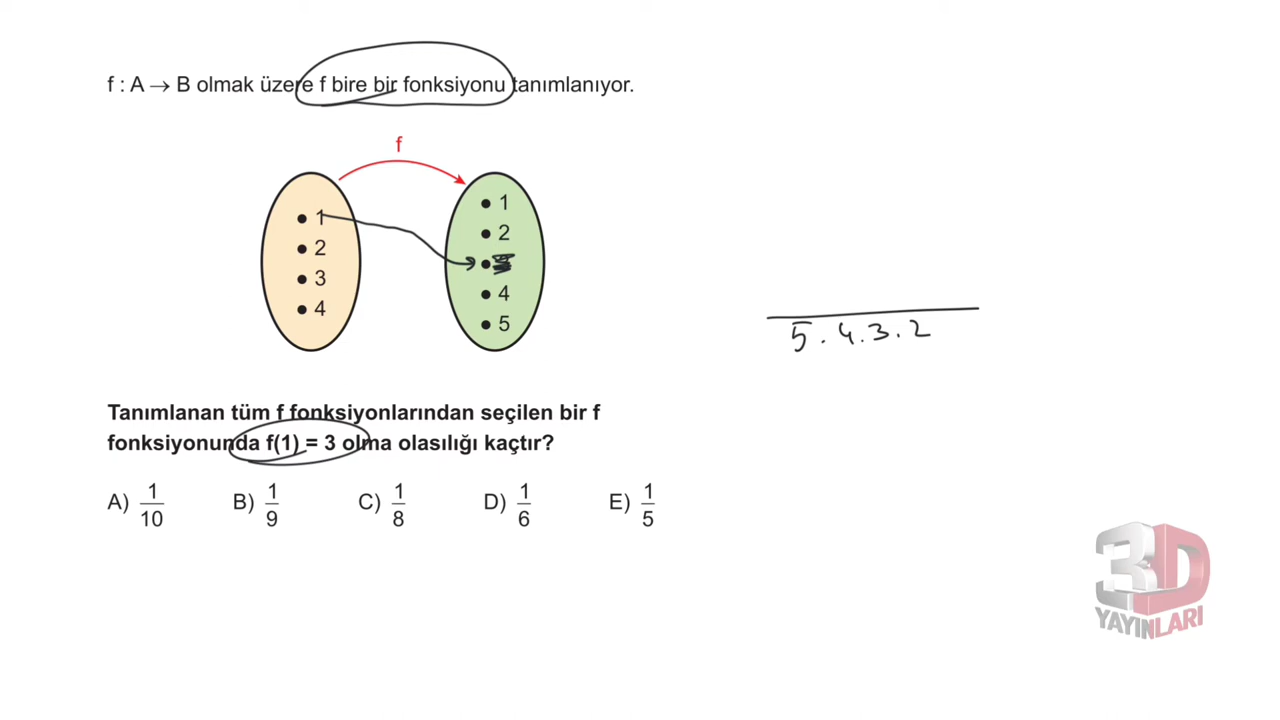 f : A → B olmak üzere f bire bir fonksiyonu tanımlanıyor.
f
1
2
3
4
1
2
4
5
5 . 4 . 3 . 2
Tanımlanan tüm f fonksiyonlarından seçilen bir f
fonksiyonunda f(1) = 3 olma olasılığı kaçtır?
A) 1/10 B) 1/9 C) 1/8 D) 1/6 E) 1/5
3D
YAYINLARI